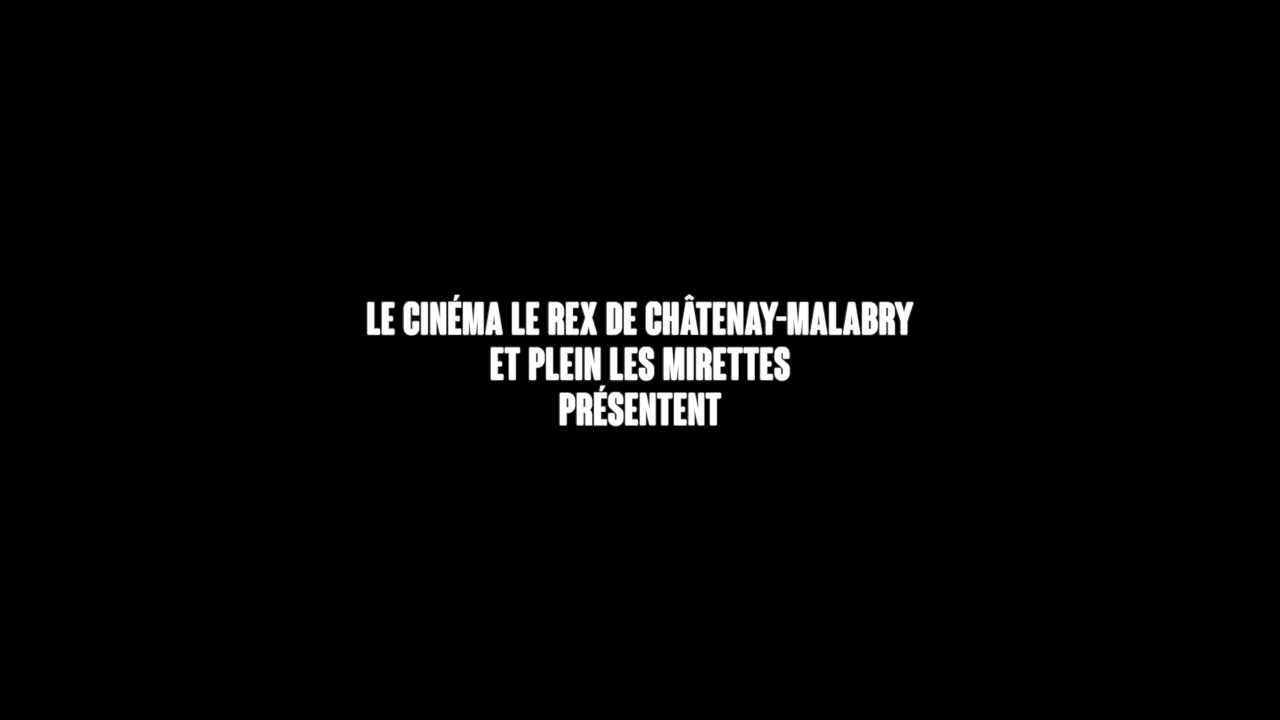 LE CINÉMA LE REX DE CHÂTENAY-MALABRY
ET PLEIN LES MIRETTES
PRÉSENTENT